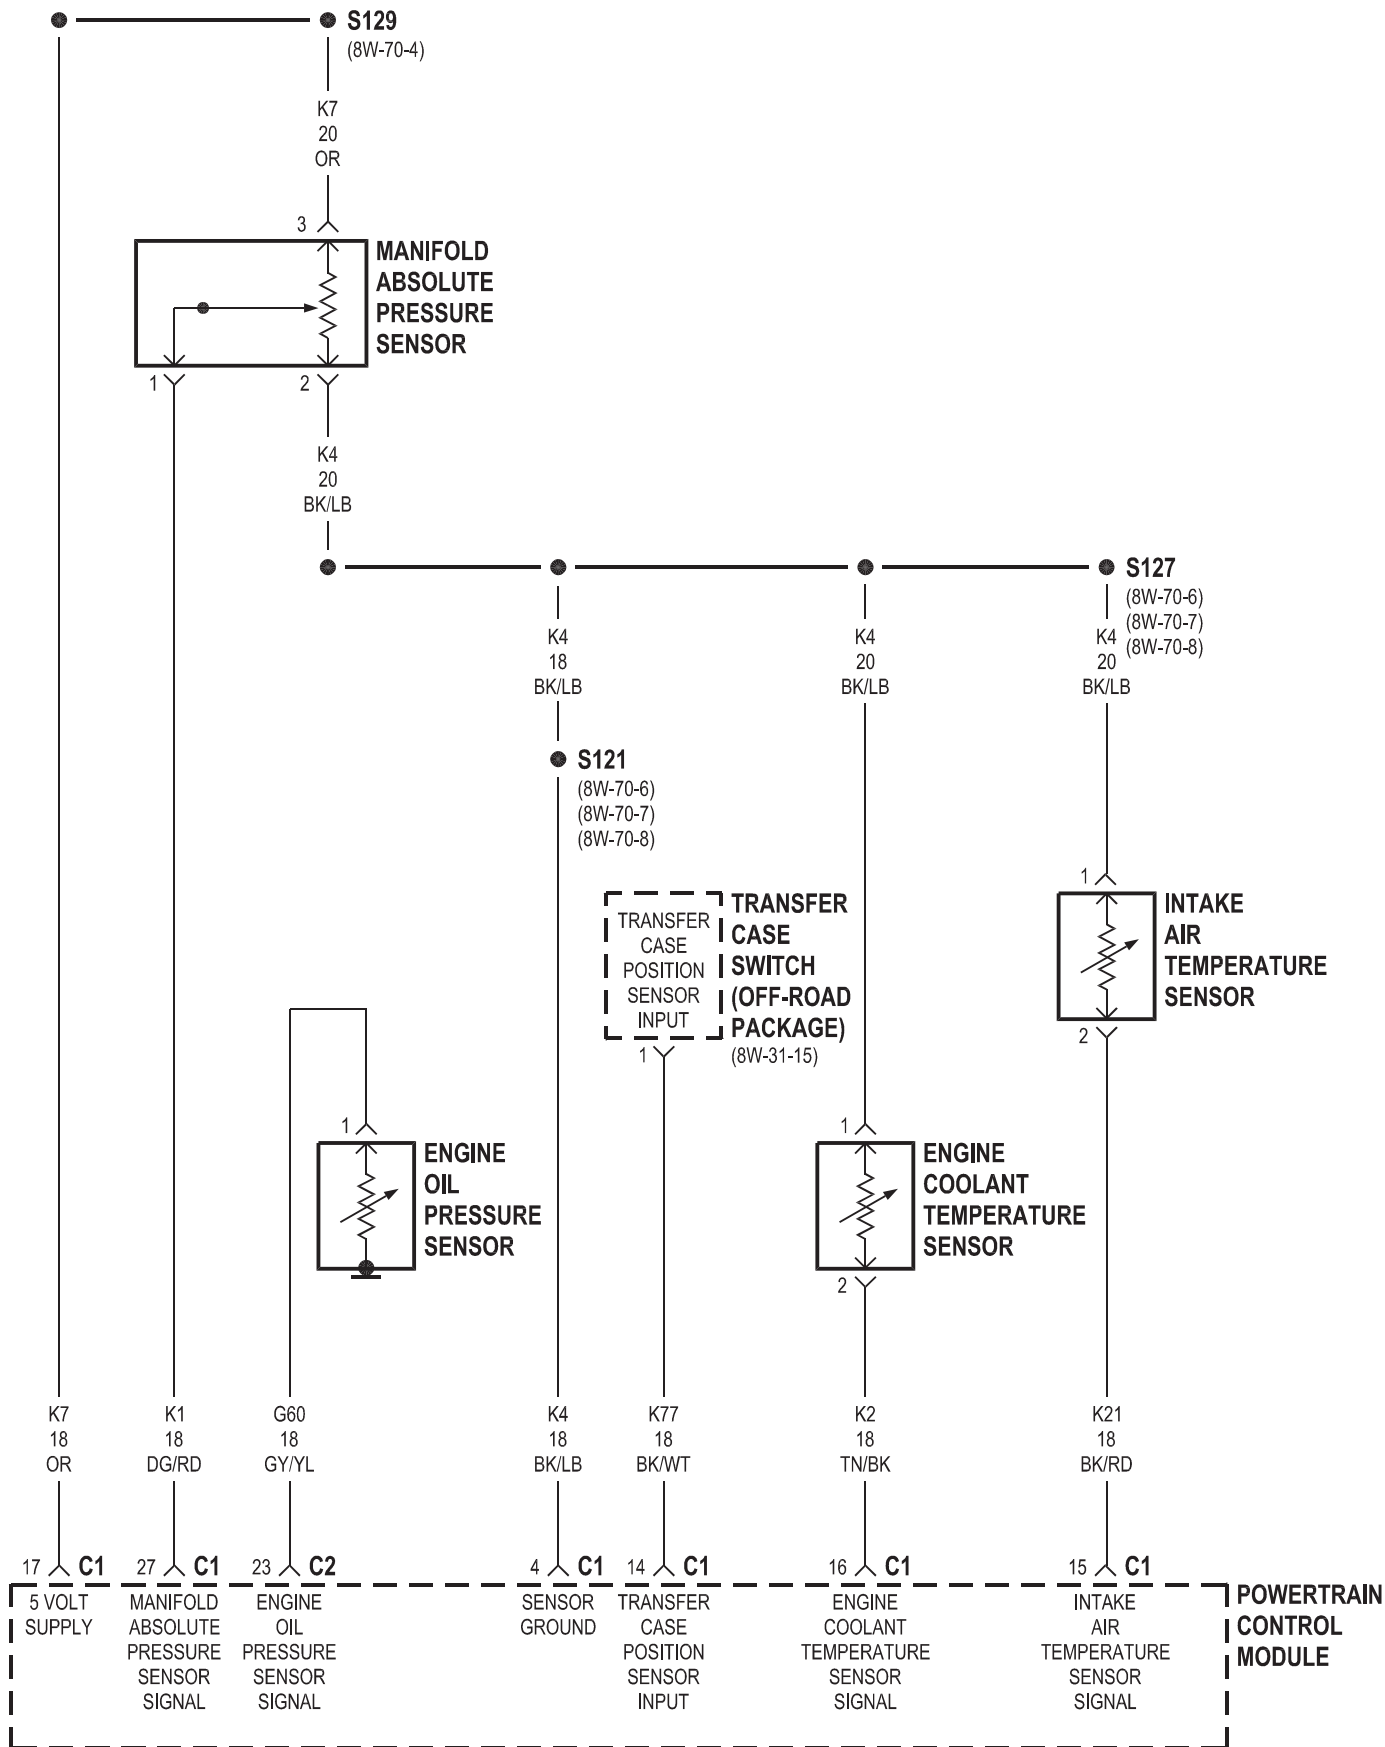 S129
(8W-70-4)
K7
20
OR
3
MANIFOLD
ABSOLUTE
PRESSURE
SENSOR
1
2
K4
20
BK/LB
S127
(8W-70-6)
(8W-70-7)
(8W-70-8)
K4
18
BK/LB
K4
20
BK/LB
K4
20
BK/LB
S121
(8W-70-6)
(8W-70-7)
(8W-70-8)
TRANSFER
CASE
POSITION
SENSOR
INPUT
TRANSFER
CASE
SWITCH
(OFF-ROAD
PACKAGE)
(8W-31-15)
1
1
INTAKE
AIR
TEMPERATURE
SENSOR
2
1
ENGINE
OIL
PRESSURE
SENSOR
1
ENGINE
COOLANT
TEMPERATURE
SENSOR
2
K7
18
OR
K1
18
DG/RD
G60
18
GY/YL
K4
18
BK/LB
K77
18
BK/WT
K2
18
TN/BK
K21
18
BK/RD
17 C1
27 C1
23 C2
4 C1
14 C1
16 C1
15 C1
5 VOLT
SUPPLY
MANIFOLD
ABSOLUTE
PRESSURE
SENSOR
SIGNAL
ENGINE
OIL
PRESSURE
SENSOR
SIGNAL
SENSOR
GROUND
TRANSFER
CASE
POSITION
SENSOR
INPUT
ENGINE
COOLANT
TEMPERATURE
SENSOR
SIGNAL
INTAKE
AIR
TEMPERATURE
SENSOR
SIGNAL
POWERTRAIN
CONTROL
MODULE